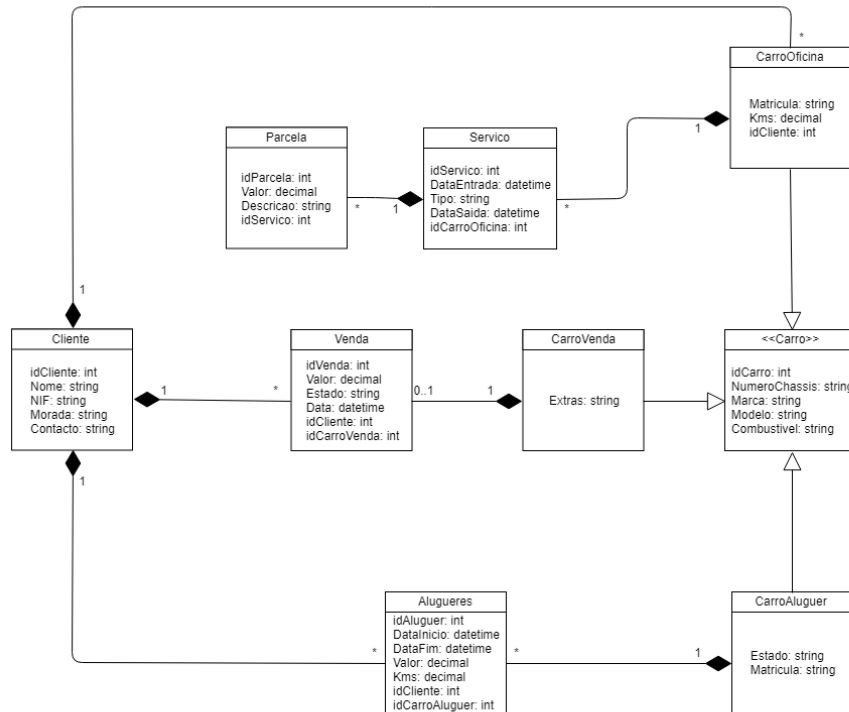 *
CarroOficina
Matricula: string
Kms: decimal
idCliente: int
Parcela
idParcela: int
Valor: decimal
Descricao: string
idServico: int
*
1
Servico
idServico: int
DataEntrada: datetime
Tipo: string
DataSaida: datetime
idCarroOficina: int
*
1
1
Cliente
idCliente: int
Nome: string
NIF: string
Morada: string
Contacto: string
1
*
Venda
idVenda: int
Valor: decimal
Estado: string
Data: datetime
idCliente: int
idCarroVenda: int
0..1
1
CarroVenda
Extras: string
<<Carro>>
idCarro: int
NumeroChassis: string
Marca: string
Modelo: string
Combustivel: string
1
*
Alugueres
idAluguer: int
DataInicio: datetime
DataFim: datetime
Valor: decimal
Kms: decimal
idCliente: int
idCarroAluguer: int
*
1
CarroAluguer
Estado: string
Matricula: string